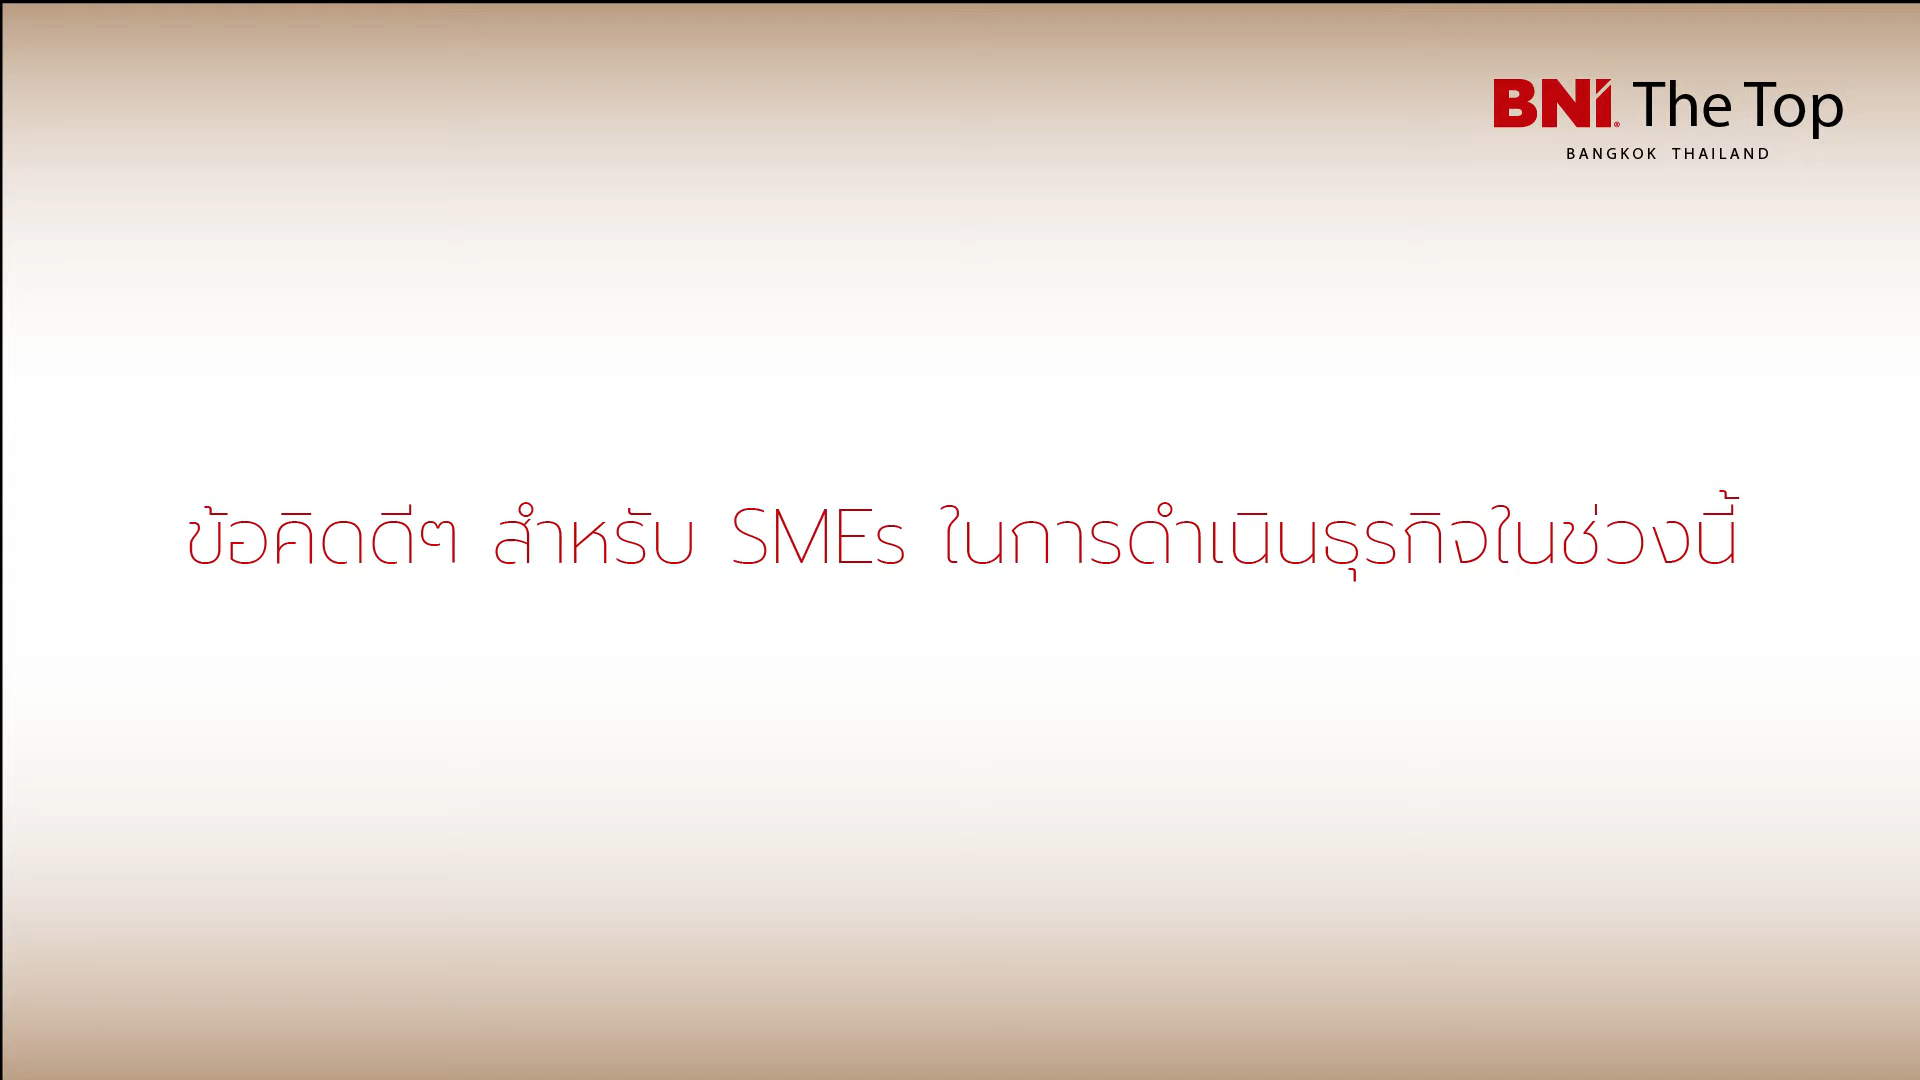 BNI® The Top
BANGKOK THAILAND
ข้อคิดดีๆ สำหรับ SMEs ในการดำเนินธุรกิจในช่วงนี้